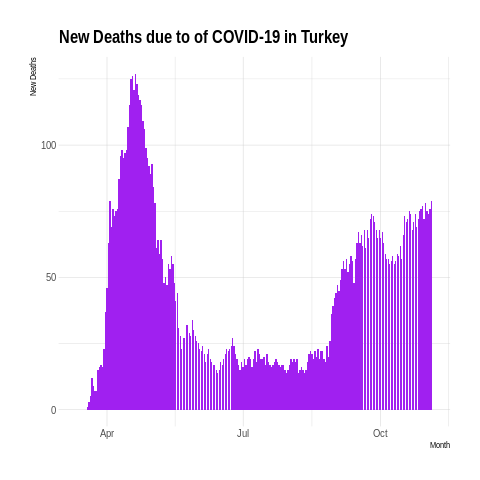 New Deaths due to of COVID-19 in Turkey
New Deaths
100
50
0
Apr
Jul
Oct
Month